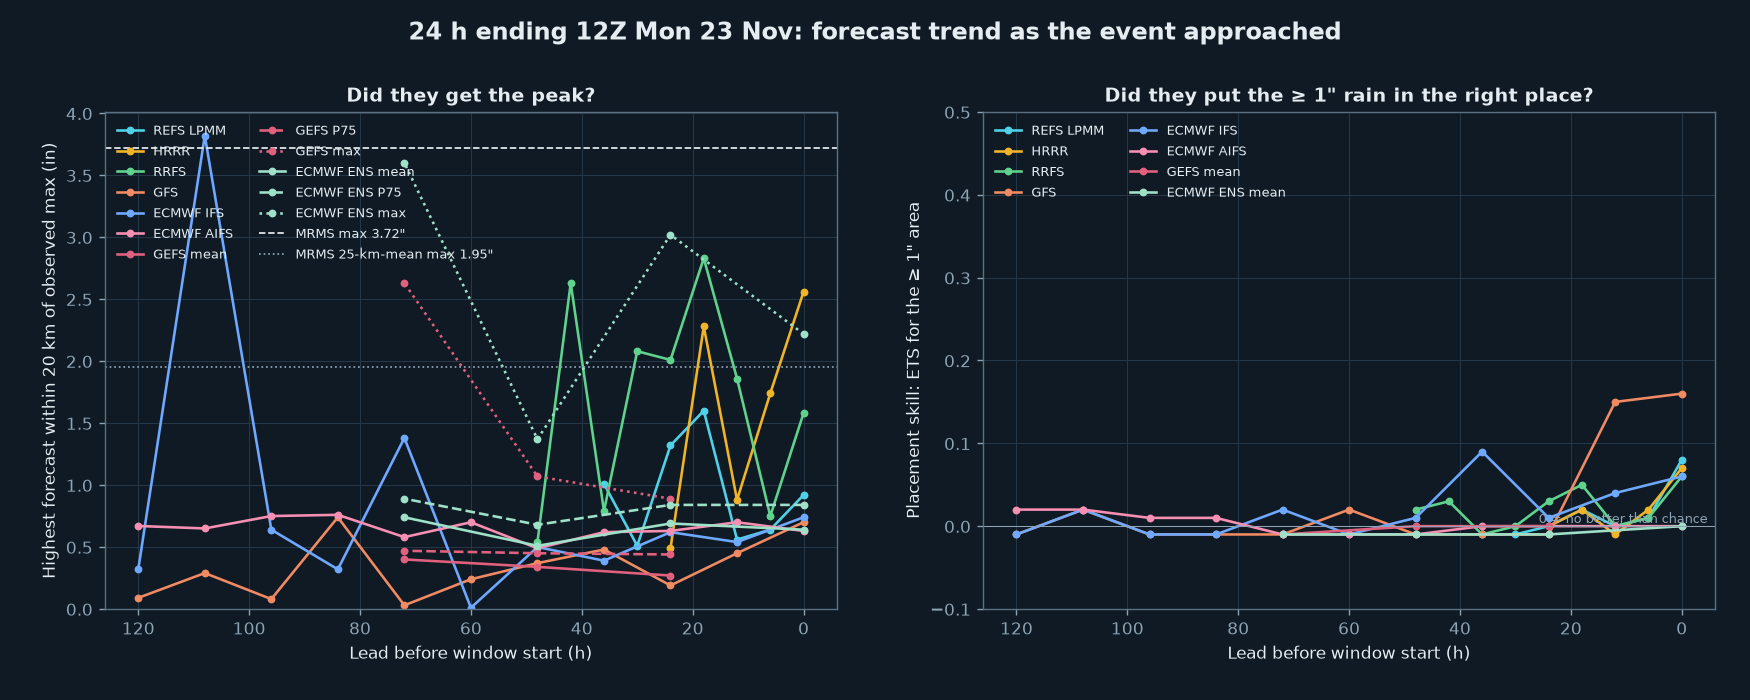 24 h ending 12Z Mon 23 Nov: forecast trend as the event approached
Did they get the peak?
Highest forecast within 20 km of observed max (in)
4.0
3.5
3.0
2.5
2.0
1.5
1.0
0.5
0.0
REFS LPMM
HRRR
RRFS
GFS
ECMWF IFS
ECMWF AIFS
GEFS mean
GEFS P75
GEFS max
ECMWF ENS mean
ECMWF ENS P75
ECMWF ENS max
MRMS max 3.72"
MRMS 25-km-mean max 1.95"
120
100
80
60
40
20
0
Lead before window start (h)
Did they put the ≥ 1" rain in the right place?
Placement skill: ETS for the ≥ 1" area
0.5
0.4
0.3
0.2
0.1
0.0
−0.1
REFS LPMM
HRRR
RRFS
GFS
ECMWF IFS
ECMWF AIFS
GEFS mean
ECMWF ENS mean
no better than chance
120
100
80
60
40
20
0
Lead before window start (h)